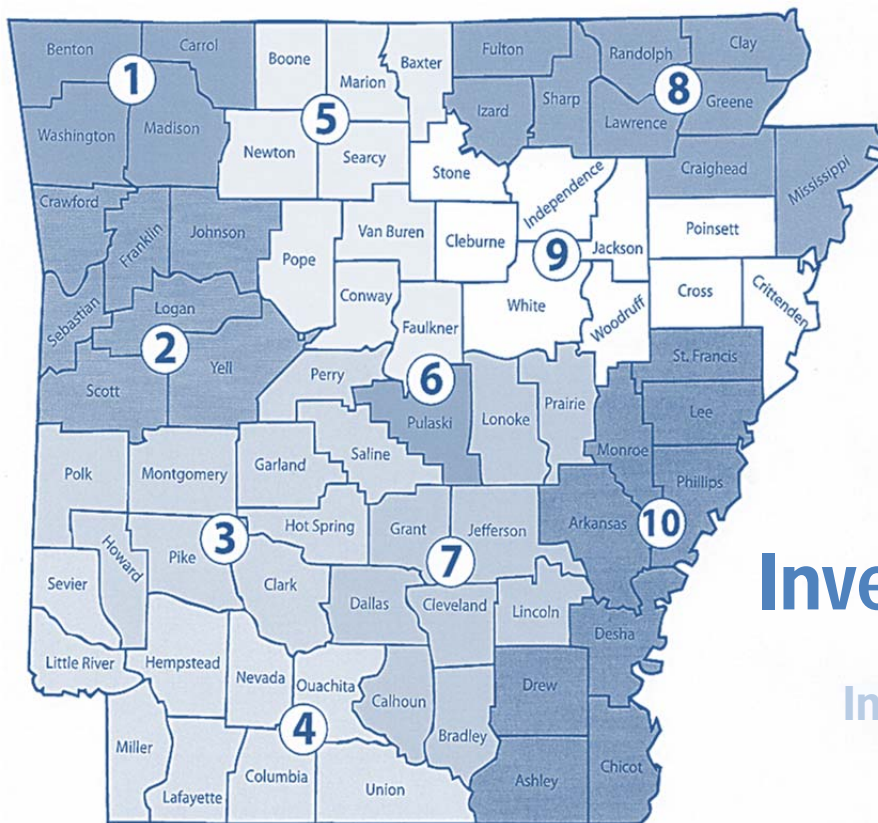 Benton
Carrol
Boone
Marion
Baxter
Fulton
Randolph
Clay
1
5
8
Izard
Sharp
Greene
Lawrence
Washington
Madison
Newton
Searcy
Stone
Independence
Craighead
Mississippi
Crawford
Franklin
Johnson
Pope
Van Buren
Cleburne
9
Jackson
Poinsett
Sebastian
Logan
Conway
White
Woodruff
Cross
Crittenden
2
Faulkner
Scott
Yell
Perry
6
Pulaski
Lonoke
Prairie
St. Francis
Lee
Monroe
Phillips
Polk
Montgomery
Garland
Saline
Hot Spring
Grant
Jefferson
Arkansas
10
3
7
Howard
Pike
Sevier
Clark
Dallas
Cleveland
Lincoln
Desha
Inve
Little River
Hempstead
Nevada
Ouachita
Calhoun
Bradley
Drew
In
4
Miller
Lafayette
Columbia
Union
Ashley
Chicot